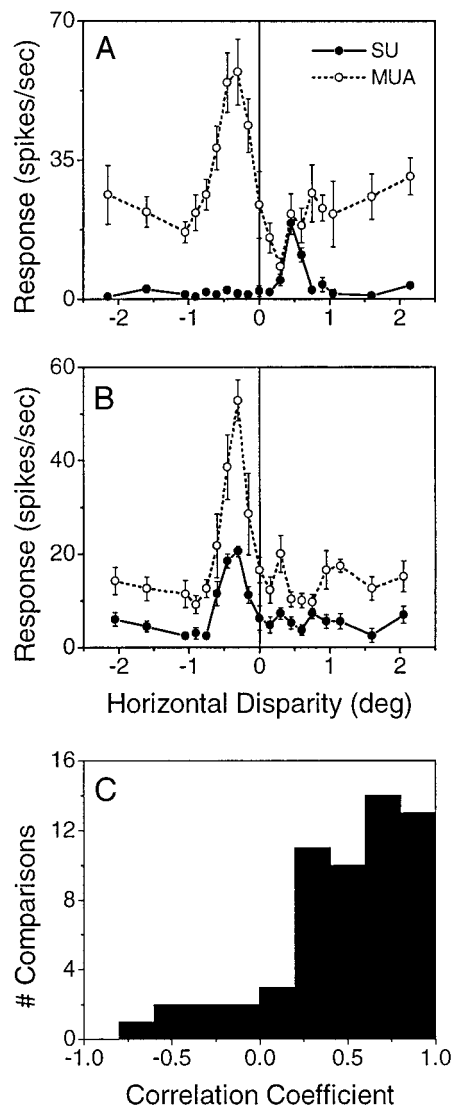 A
SU
MUA
Response (spikes/sec)
70
35
0
-2 -1 0 1 2
B
Response (spikes/sec)
60
40
20
0
-2 -1 0 1 2
Horizontal Disparity (deg)
C
# Comparisons
16
12
8
4
0
-1.0 -0.5 0.0 0.5 1.0
Correlation Coefficient